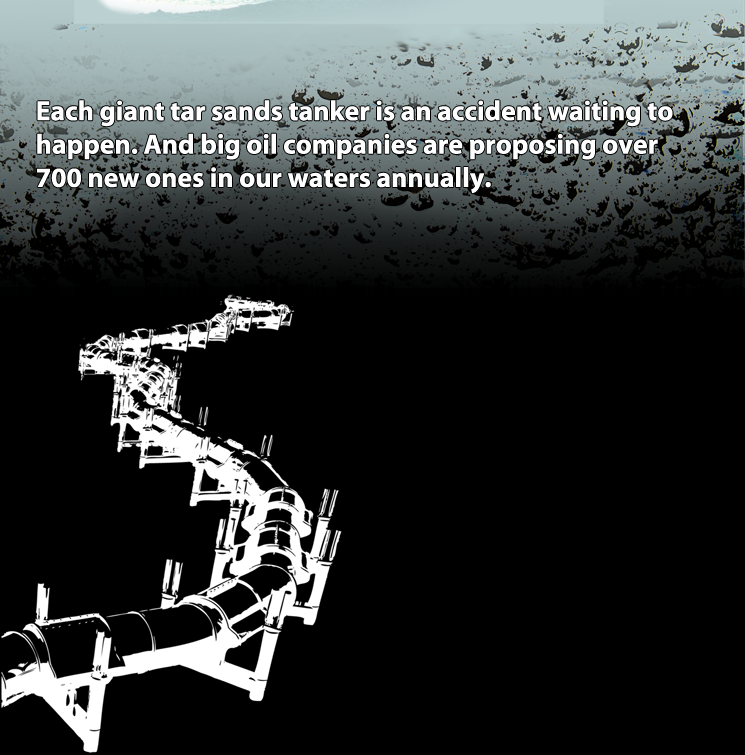 Each giant tar sands tanker is an accident waiting to
happen. And big oil companies are proposing over
700 new ones in our waters annually.